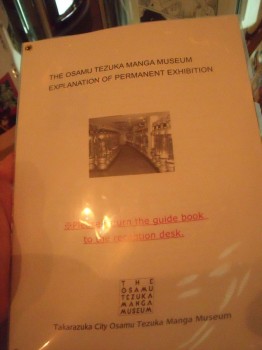 THE OSAMU TEZUKA MANGA MUSEUM
EXPLANATION OF PERMANENT EXHIBITION
return the guide book
to the reception desk.
THE
OSAMU
TEZUKA
MANGA
MUSEUM
Takarazuka City Osamu Tezuka Manga Museum